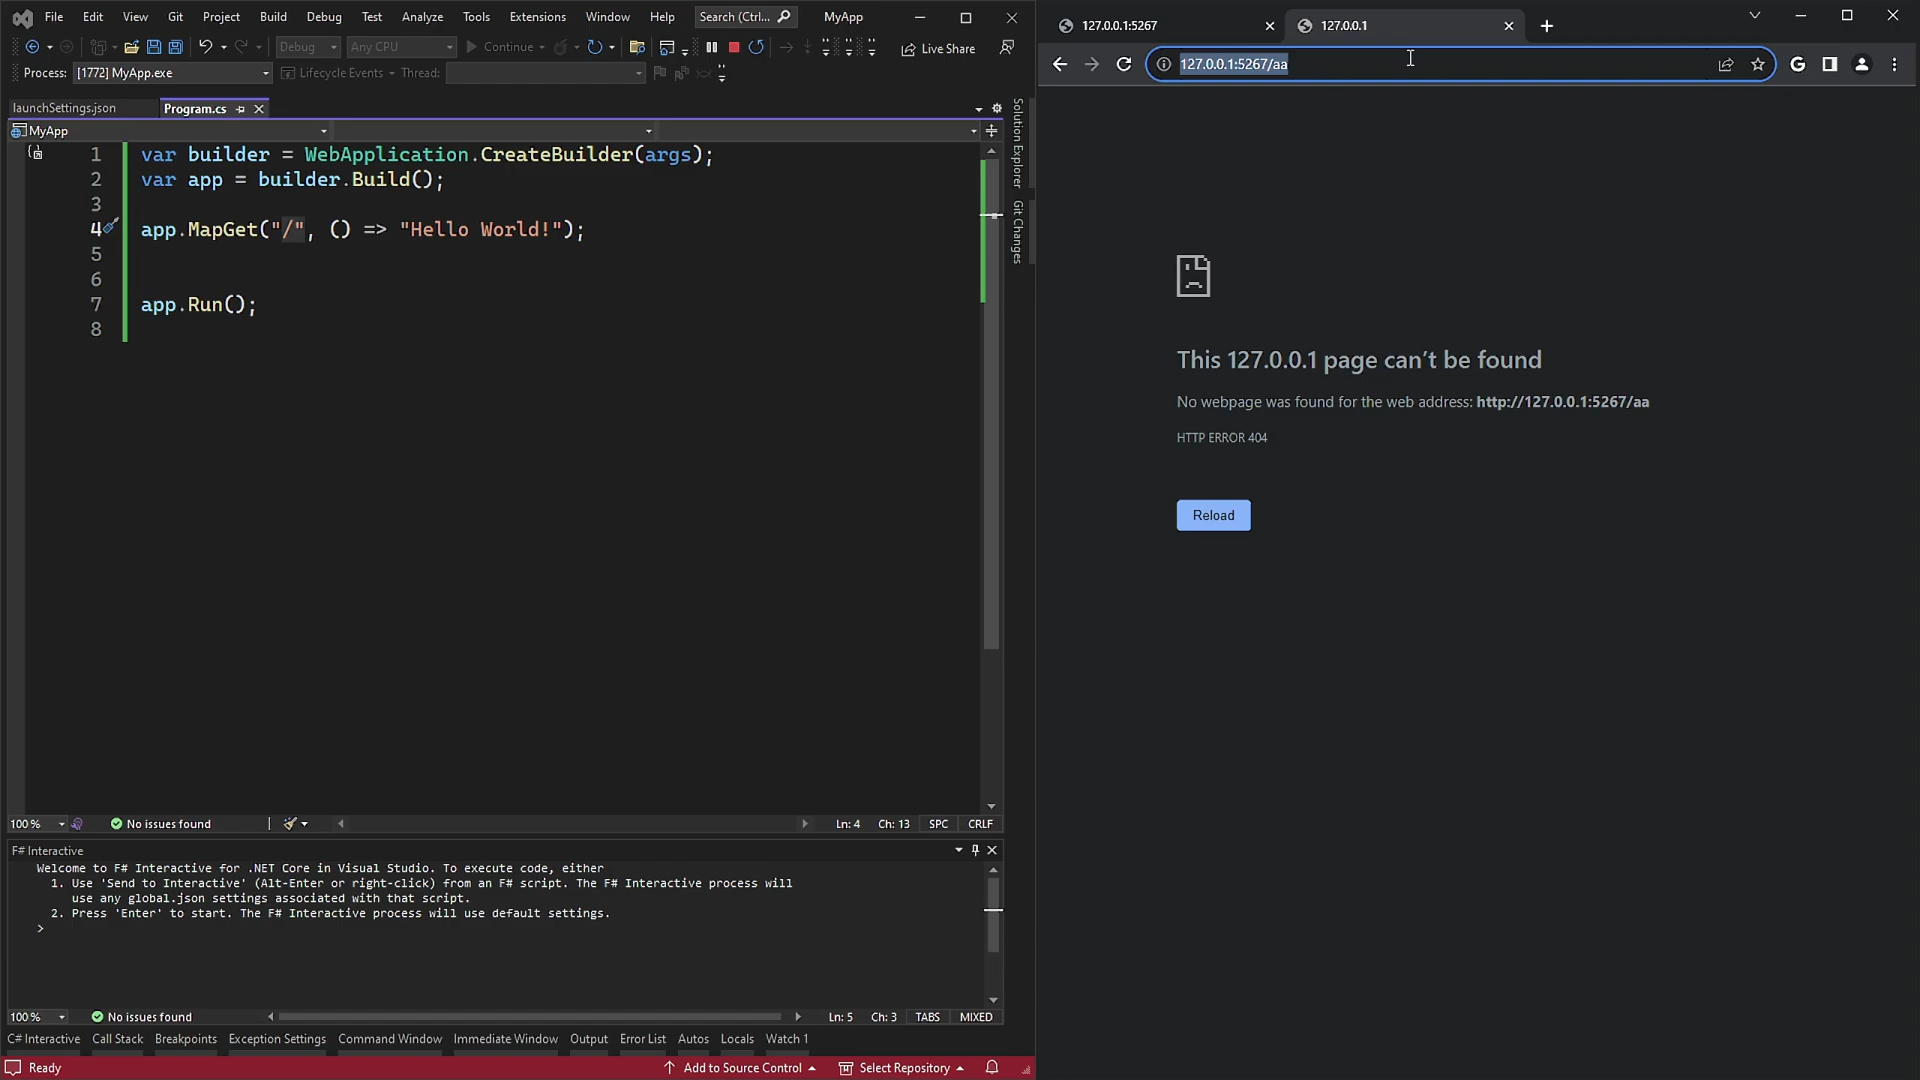 File Edit View Git Project Build Debug Test Analyze Tools Extensions Window Help Search (Ctrl... MyApp
Debug Any CPU Continue Live Share
Process: [1772] MyApp.exe Lifecycle Events Thread:
launchSettings.json Program.cs
MyApp
1 var builder = WebApplication.CreateBuilder(args);
2 var app = builder.Build();
3
4 app.MapGet("/", () => "Hello World!");
5
6
7 app.Run();
8
100 % No issues found Ln: 4 Ch: 13 SPC CRLF
F# Interactive
Welcome to F# Interactive for .NET Core in Visual Studio. To execute code, either
1. Use 'Send to Interactive' (Alt-Enter or right-click) from an F# script. The F# Interactive process will
use any global.json settings associated with that script.
2. Press 'Enter' to start. The F# Interactive process will use default settings.
>
100 % No issues found Ln: 5 Ch: 3 TABS MIXED
C# Interactive Call Stack Breakpoints Exception Settings Command Window Immediate Window Output Error List Autos Locals Watch 1
Ready Add to Source Control Select Repository
Solution Explorer
Git Changes
127.0.0.1:5267 127.0.0.1
127.0.0.1:5267/aa
This 127.0.0.1 page can’t be found
No webpage was found for the web address: http://127.0.0.1:5267/aa
HTTP ERROR 404
Reload